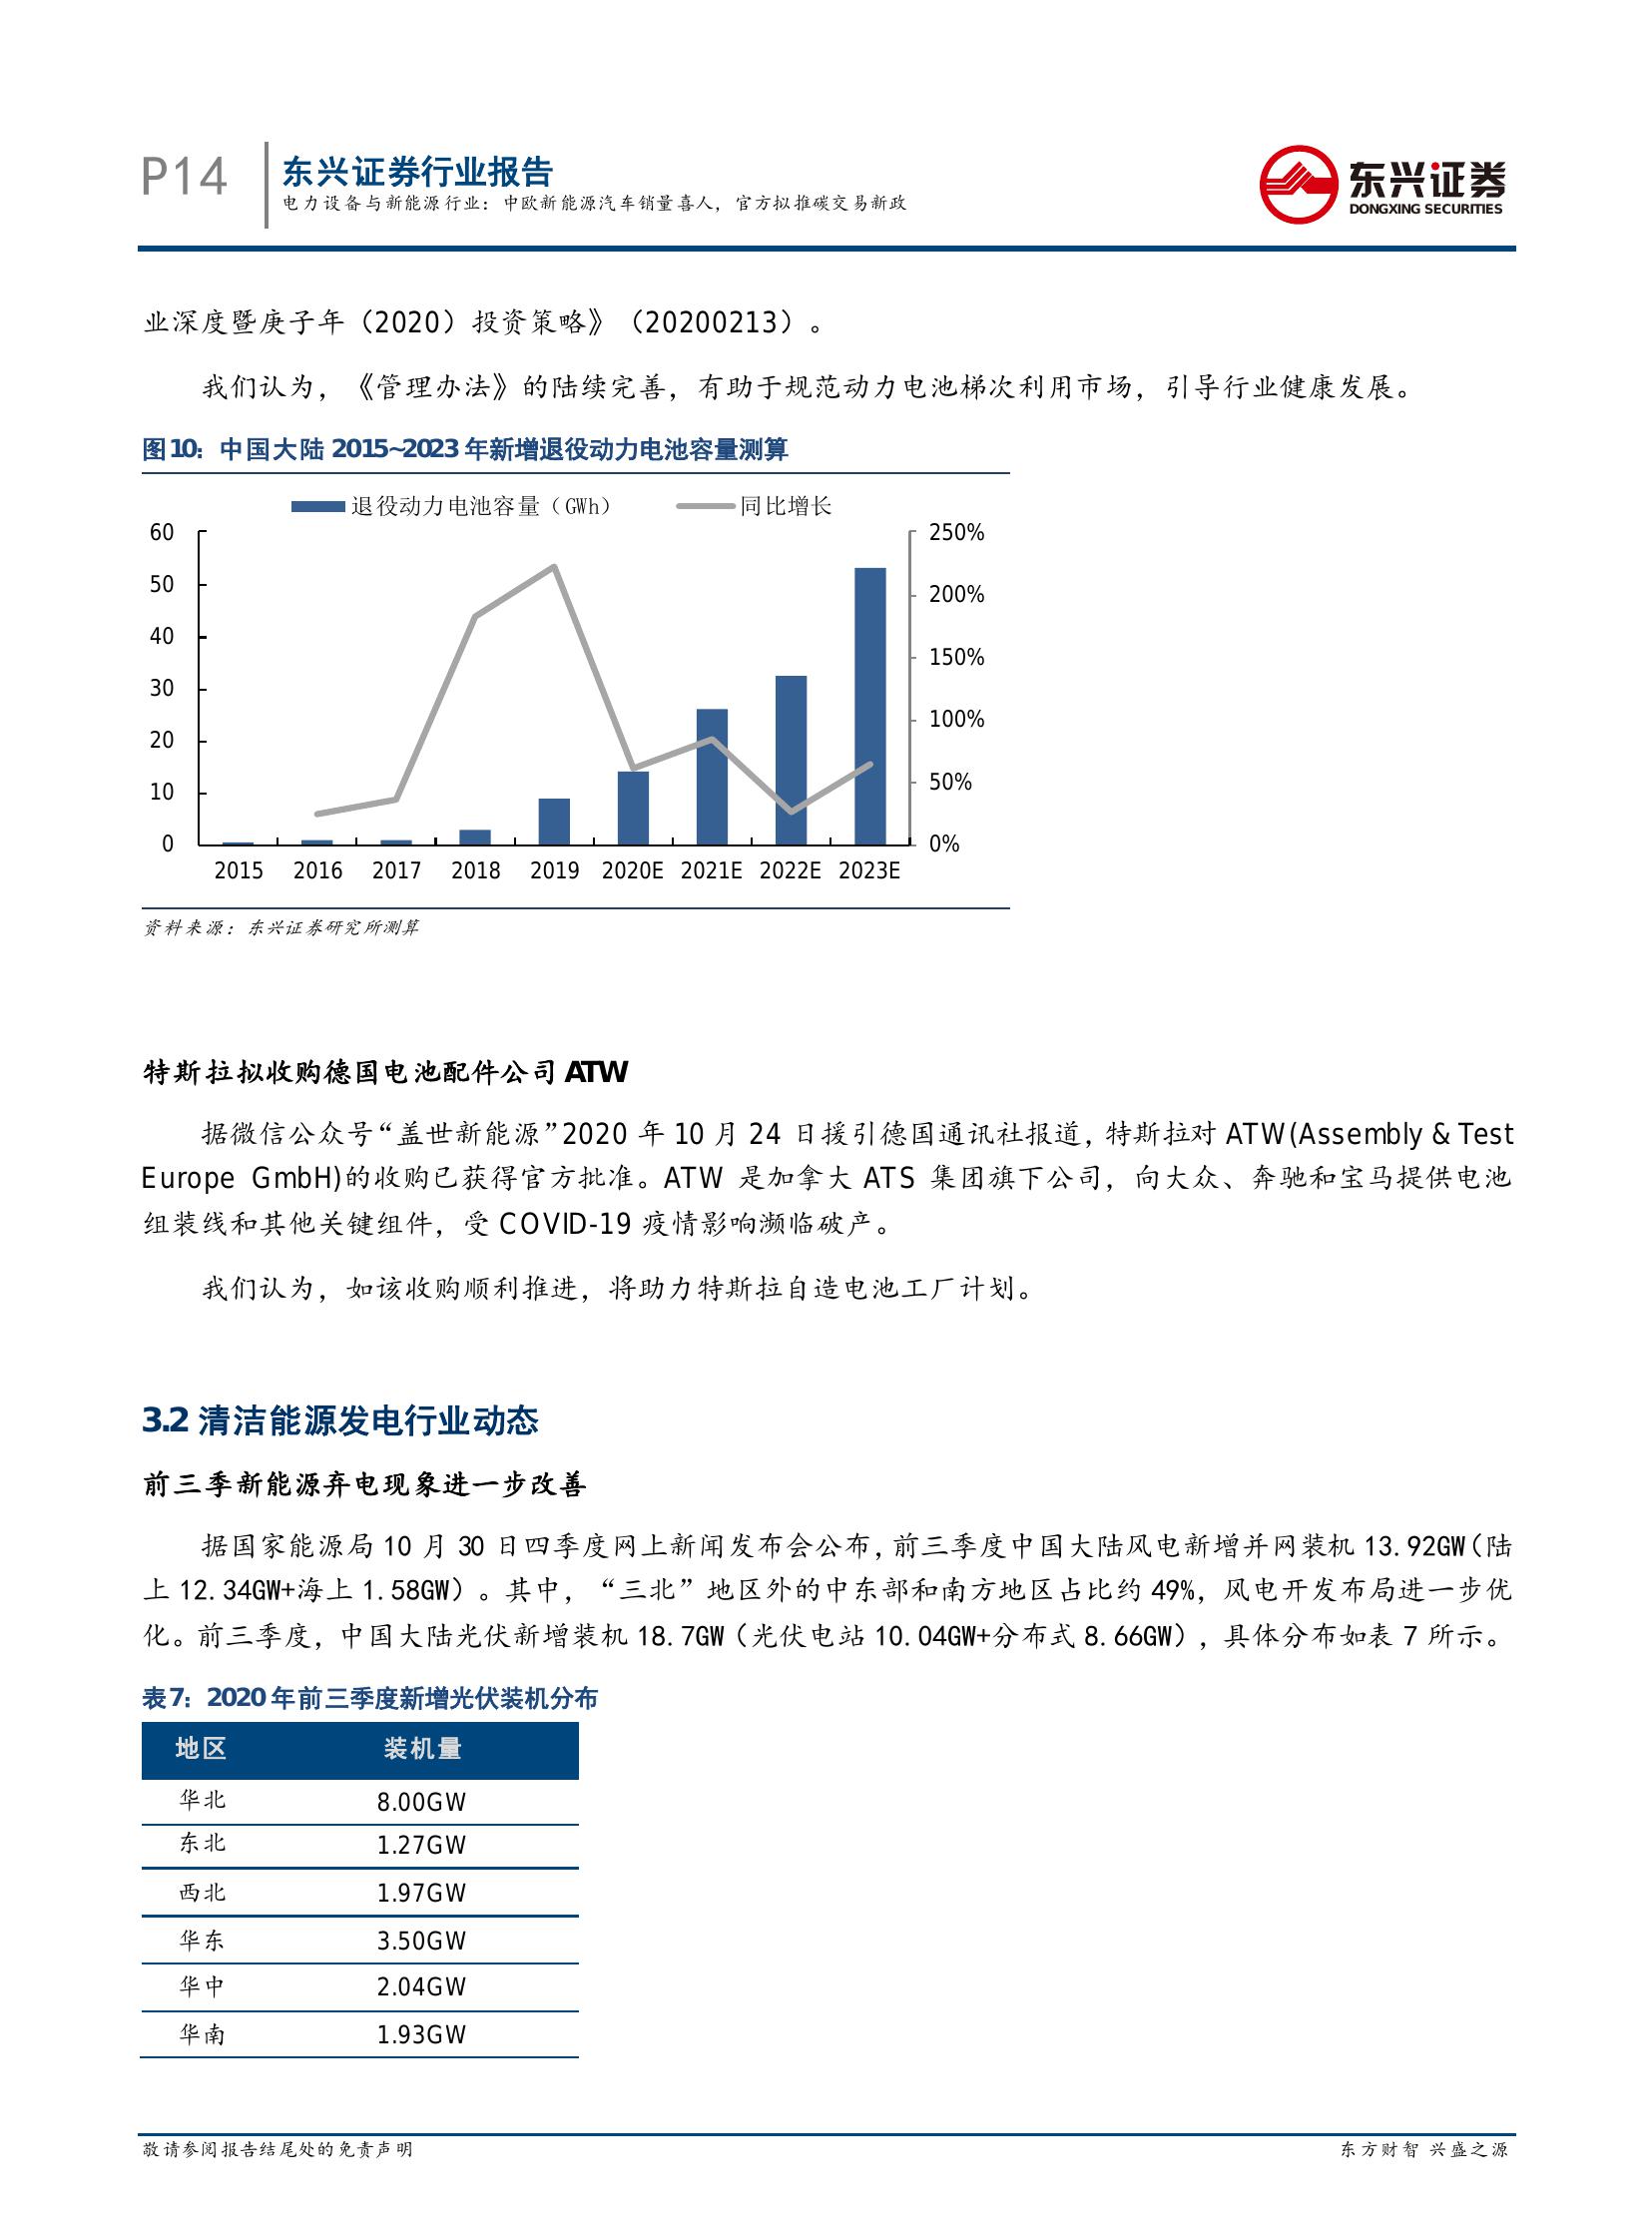 P14
东兴证券行业报告
电力设备与新能源行业：中欧新能源汽车销量喜人，官方拟推碳交易新政
东兴证券
DONGXING SECURITIES
业深度暨庚子年（2020）投资策略》（20200213）。
我们认为，《管理办法》的陆续完善，有助于规范动力电池梯次利用市场，引导行业健康发展。
图10：中国大陆 2015~2023 年新增退役动力电池容量测算
退役动力电池容量（GWh） 同比增长
60 250%
50 200%
40 150%
30 100%
20 50%
10 0%
0
2015 2016 2017 2018 2019 2020E 2021E 2022E 2023E
资料来源：东兴证券研究所测算
特斯拉拟收购德国电池配件公司 ATW
据微信公众号“盖世新能源”2020 年 10 月 24 日援引德国通讯社报道，特斯拉对 ATW(Assembly & Test
Europe GmbH)的收购已获得官方批准。ATW 是加拿大 ATS 集团旗下公司，向大众、奔驰和宝马提供电池
组装线和其他关键组件，受 COVID-19 疫情影响濒临破产。
我们认为，如该收购顺利推进，将助力特斯拉自造电池工厂计划。
3.2 清洁能源发电行业动态
前三季新能源弃电现象进一步改善
据国家能源局 10 月 30 日四季度网上新闻发布会公布，前三季度中国大陆风电新增并网装机 13.92GW（陆
上 12.34GW+海上 1.58GW）。其中，“三北”地区外的中东部和南方地区占比约 49%，风电开发布局进一步优
化。前三季度，中国大陆光伏新增装机 18.7GW（光伏电站 10.04GW+分布式 8.66GW），具体分布如表 7 所示。
表7：2020 年前三季度新增光伏装机分布
地区 装机量
华北 8.00GW
东北 1.27GW
西北 1.97GW
华东 3.50GW
华中 2.04GW
华南 1.93GW
敬请参阅报告结尾处的免责声明 东方财智 兴盛之源